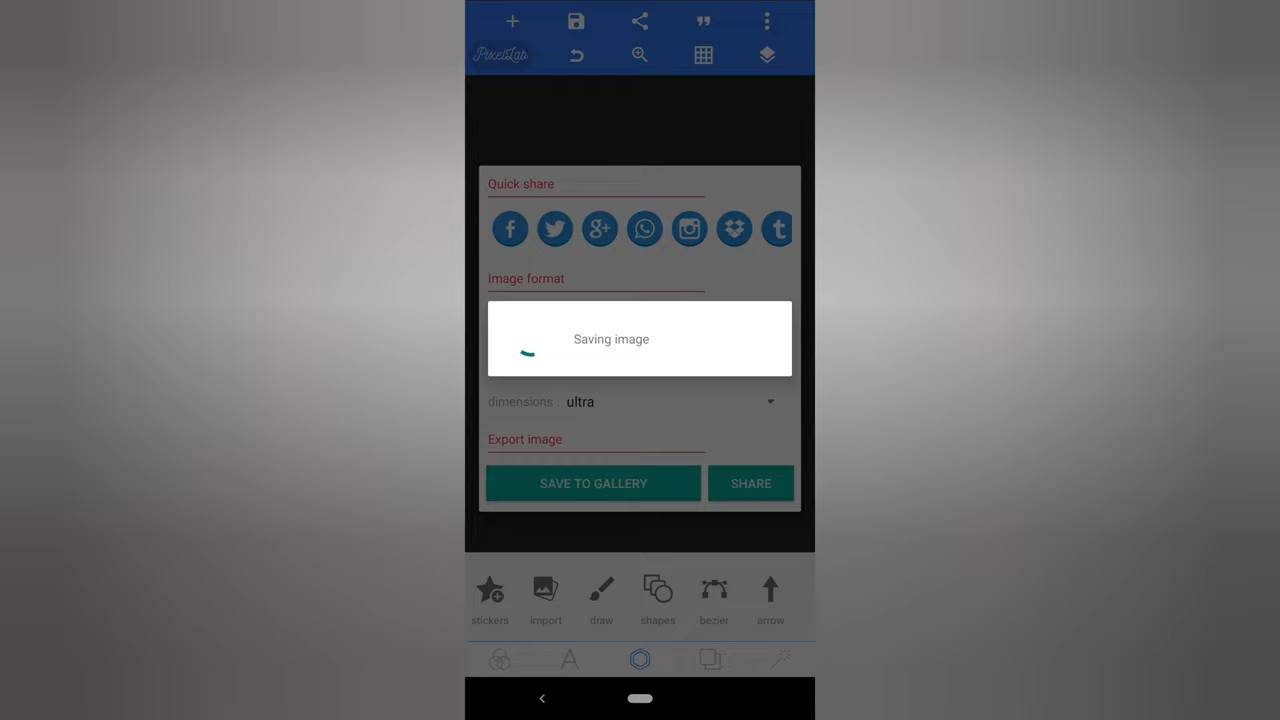 PixelLab
Quick share
Image format
Saving image
dimensions : ultra
Export image
SAVE TO GALLERY SHARE
stickers import draw shapes bezier arrow